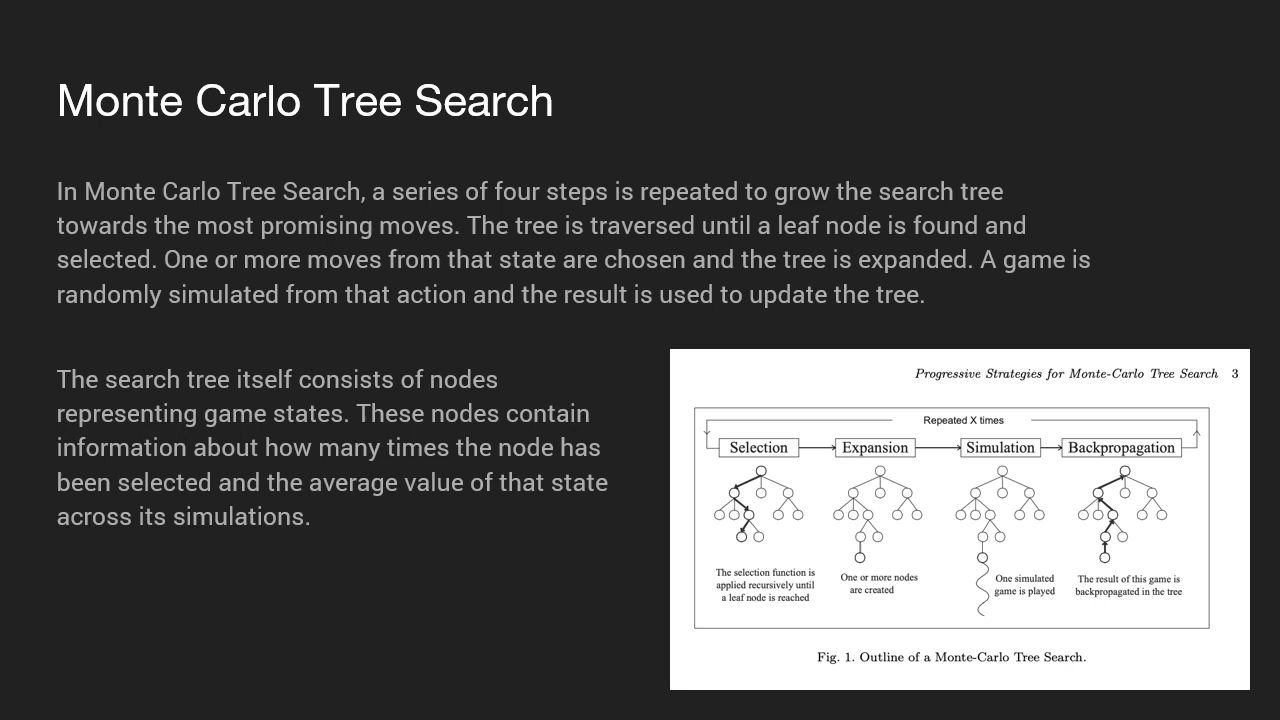 Monte Carlo Tree Search
In Monte Carlo Tree Search, a series of four steps is repeated to grow the search tree
towards the most promising moves. The tree is traversed until a leaf node is found and
selected. One or more moves from that state are chosen and the tree is expanded. A game is
randomly simulated from that action and the result is used to update the tree.
The search tree itself consists of nodes
representing game states. These nodes contain
information about how many times the node has
been selected and the average value of that state
across its simulations.
Progressive Strategies for Monte-Carlo Tree Search 3
Repeated X times
Selection Expansion Simulation Backpropagation
The selection function is
applied recursively until
a leaf node is reached
One or more nodes
are created
One simulated
game is played
The result of this game is
backpropagated in the tree
Fig. 1. Outline of a Monte-Carlo Tree Search.